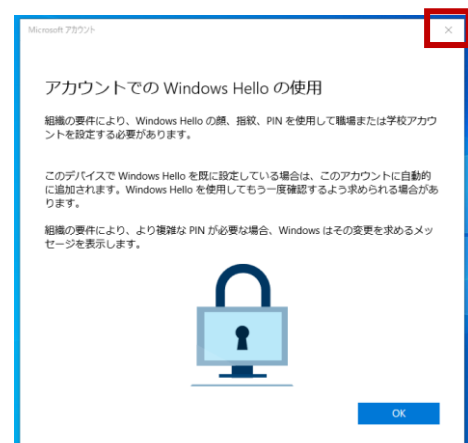 Microsoft アカウント
アカウントでの Windows Hello の使用
組織の要件により、Windows Hello の顔、指紋、PIN を使用して職場または学校アカウ
ントを設定する必要があります。
このデバイスで Windows Hello を既に設定している場合は、このアカウントに自動的
に追加されます。Windows Hello を使用してもう一度確認するよう求められる場合があ
ります。
組織の要件により、より複雑な PIN が必要な場合、Windows はその変更を求めるメッ
セージを表示します。
OK